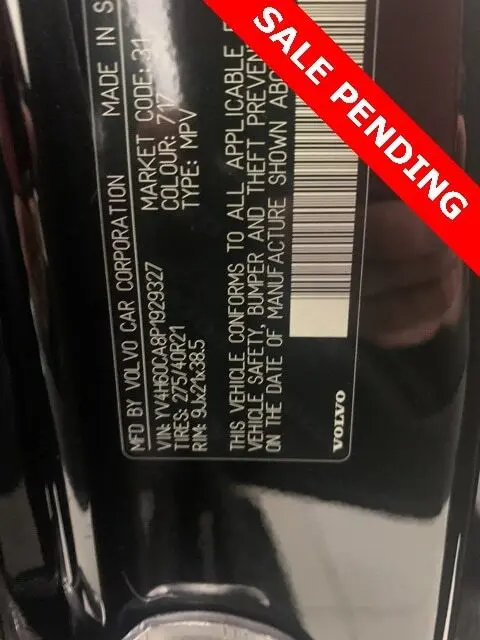 MFD BY VOLVO CAR CORPORATION MADE IN S
VIN: YV4H60CA8P1929327 MARKET CODE: 31
TIRES: 275/40R21 COLOUR: 717
RIM: 9Jx21x38.5 TYPE: MPV
THIS VEHICLE CONFORMS TO ALL APPLICABLE F
VEHICLE SAFETY, BUMPER AND THEFT PREVEN
ON THE DATE OF MANUFACTURE SHOWN ABO
VOLVO
SALE PENDING